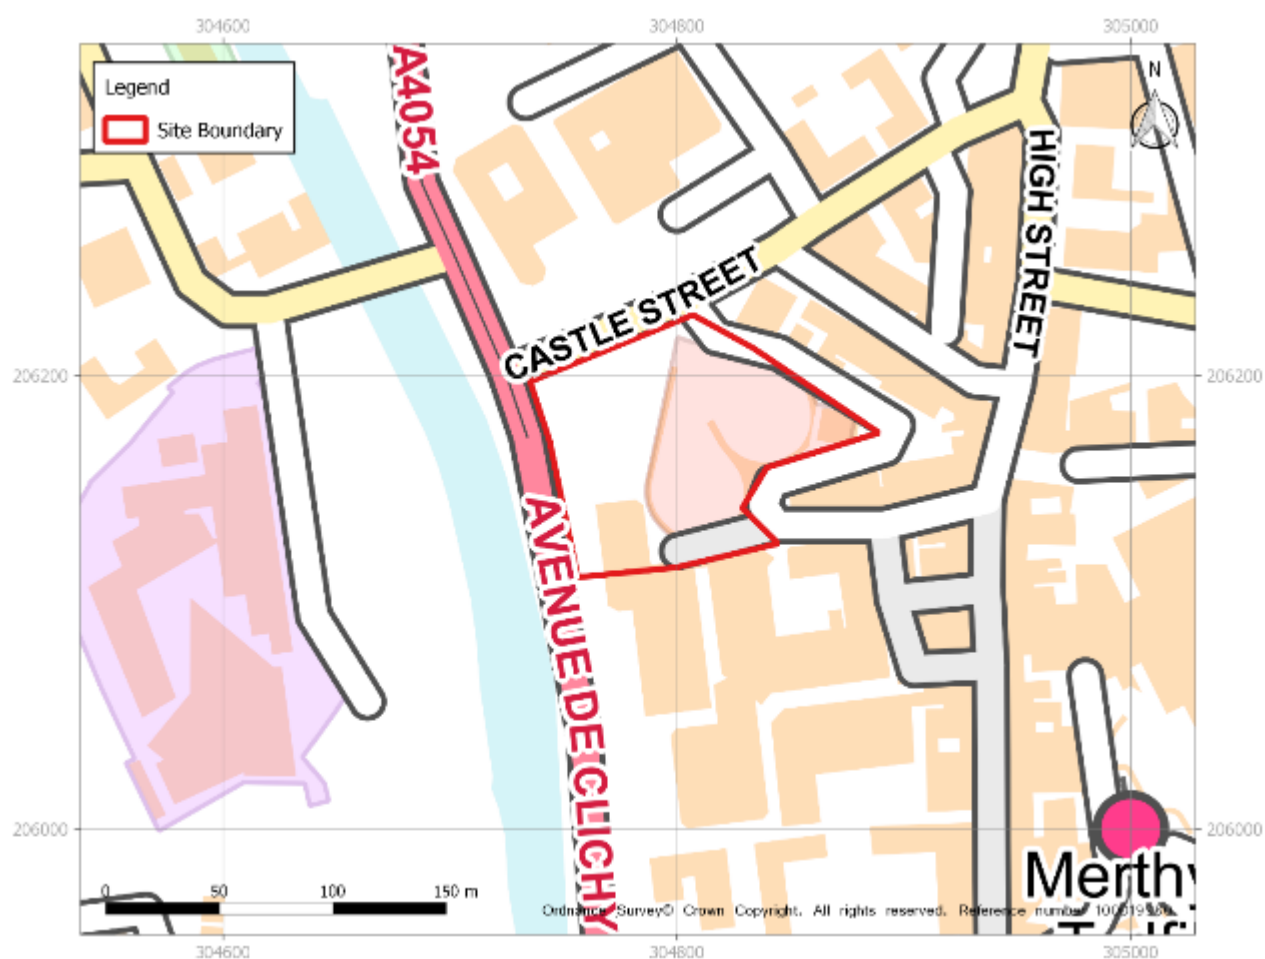 304600 304800 305000
Legend
Site Boundary
N
A4054
HIGH STREET
CASTLE STREET
206200 206200
AVENUE DE CLICHY
206000 206000
Merthy
0 50 100 150 m
Ordnance Survey© Crown Copyright. All rights reserved. Reference number
304600 304800 305000